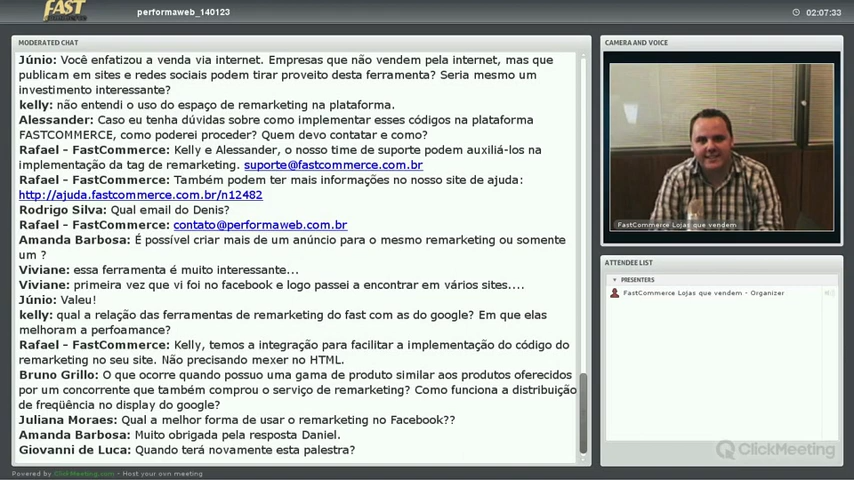 FAST
performaweb_140123
02:07:33
MODERATED CHAT
Júnio: Você enfatizou a venda via internet. Empresas que não vendem pela internet, mas que
publicam em sites e redes sociais podem tirar proveito desta ferramenta? Seria mesmo um
investimento interessante?
kelly: não entendi o uso do espaço de remarketing na plataforma.
Alessander: Caso eu tenha dúvidas sobre como implementar esses códigos na plataforma
FASTCOMMERCE, como poderei proceder? Quem devo contatar e como?
Rafael - FastCommerce: Kelly e Alessander, o nosso time de suporte podem auxiliá-los na
implementação da tag de remarketing. suporte@fastcommerce.com.br
Rafael - FastCommerce: Também podem ter mais informações no nosso site de ajuda:
http://ajuda.fastcommerce.com.br/n12482
Rodrigo Silva: Qual email do Denis?
Rafael - FastCommerce: contato@performaweb.com.br
Amanda Barbosa: É possível criar mais de um anúncio para o mesmo remarketing ou somente
um ?
Viviane: essa ferramenta é muito interessante...
Viviane: primeira vez que vi foi no facebook e logo passei a encontrar em vários sites....
Júnio: Valeu!
kelly: qual a relação das ferramentas de remarketing do fast com as do google? Em que elas
melhoram a perfoamance?
Rafael - FastCommerce: Kelly, temos a integração para facilitar a implementação do código do
remarketing no seu site. Não precisando mexer no HTML.
Bruno Grillo: O que ocorre quando possuo uma gama de produto similar aos produtos oferecidos
por um concorrente que também comprou o serviço de remarketing? Como funciona a distribuição
de freqüência no display do google?
Juliana Moraes: Qual a melhor forma de usar o remarketing no Facebook??
Amanda Barbosa: Muito obrigada pela resposta Daniel.
Giovanni de Luca: Quando terá novamente esta palestra?
Powered by ClickMeeting.com - Host your own meeting
CAMERA AND VOICE
FastCommerce Lojas que vendem
ATTENDEE LIST
PRESENTERS
FastCommerce Lojas que vendem - Organizer
ClickMeeting